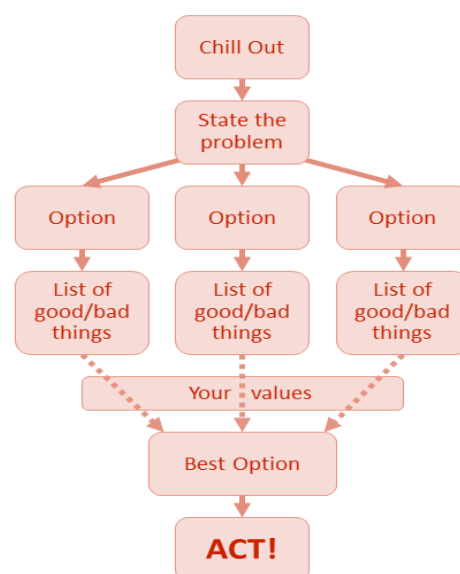 Chill Out
State the
problem
Option
Option
Option
List of
good/bad
things
List of
good/bad
things
List of
good/bad
things
Your values
Best Option
ACT!